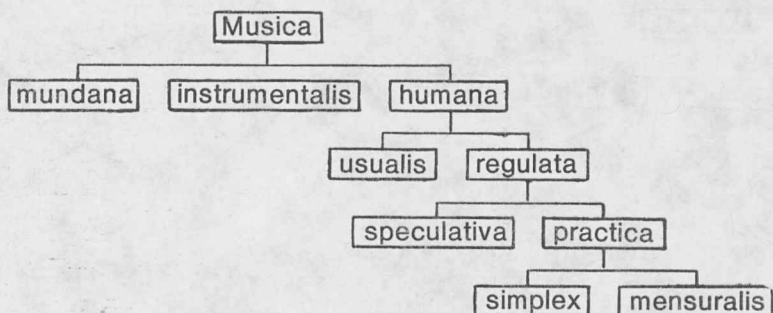 Musica
mundana instrumentalis humana
usualis regulata
speculativa practica
simplex mensuralis